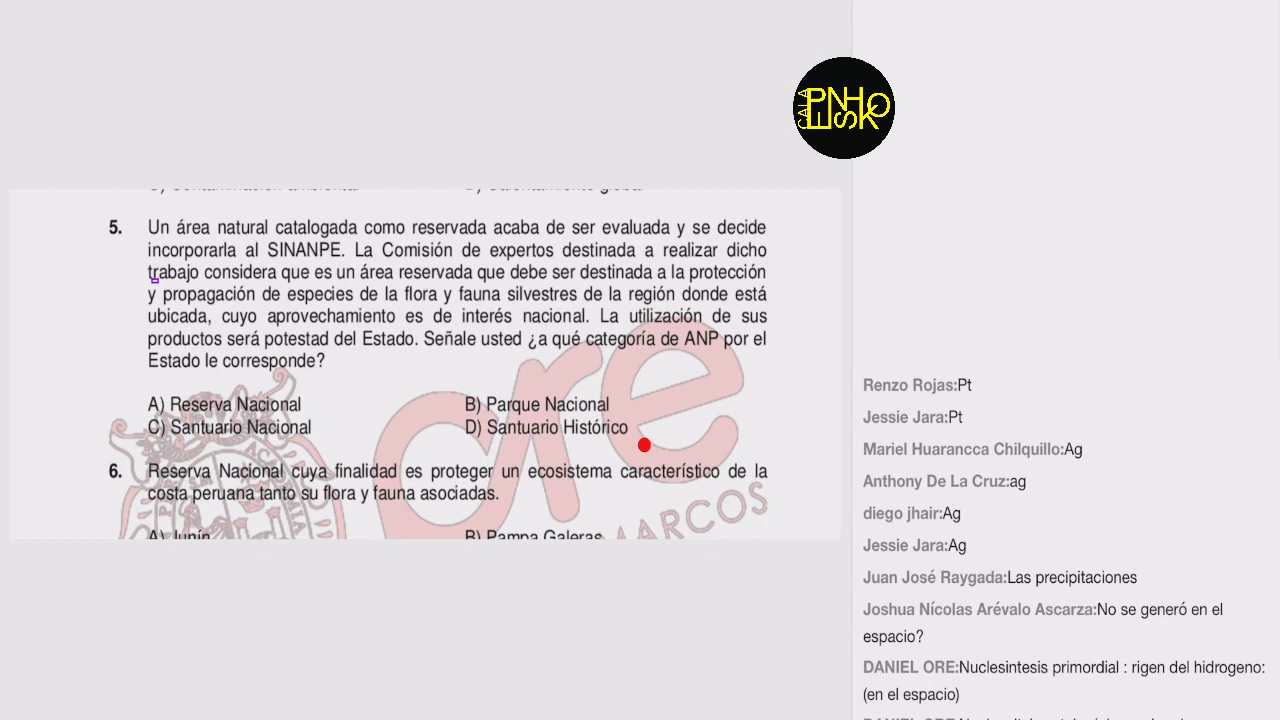 CALA
PENHSKO
5. Un área natural catalogada como reservada acaba de ser evaluada y se decide
incorporarla al SINANPE. La Comisión de expertos destinada a realizar dicho
trabajo considera que es un área reservada que debe ser destinada a la protección
y propagación de especies de la flora y fauna silvestres de la región donde está
ubicada, cuyo aprovechamiento es de interés nacional. La utilización de sus
productos será potestad del Estado. Señale usted ¿a qué categoría de ANP por el
Estado le corresponde?
A) Reserva Nacional B) Parque Nacional
C) Santuario Nacional D) Santuario Histórico
6. Reserva Nacional cuya finalidad es proteger un ecosistema característico de la
costa peruana tanto su flora y fauna asociadas.
A) Junín B) Pampa Galeras
cre
MARCOS
Renzo Rojas:Pt
Jessie Jara:Pt
Mariel Huarancca Chilquillo:Ag
Anthony De La Cruz:ag
diego jhair:Ag
Jessie Jara:Ag
Juan José Raygada:Las precipitaciones
Joshua Nícolas Arévalo Ascarza:No se generó en el
espacio?
DANIEL ORE:Nuclesintesis primordial : rigen del hidrogeno:
(en el espacio)